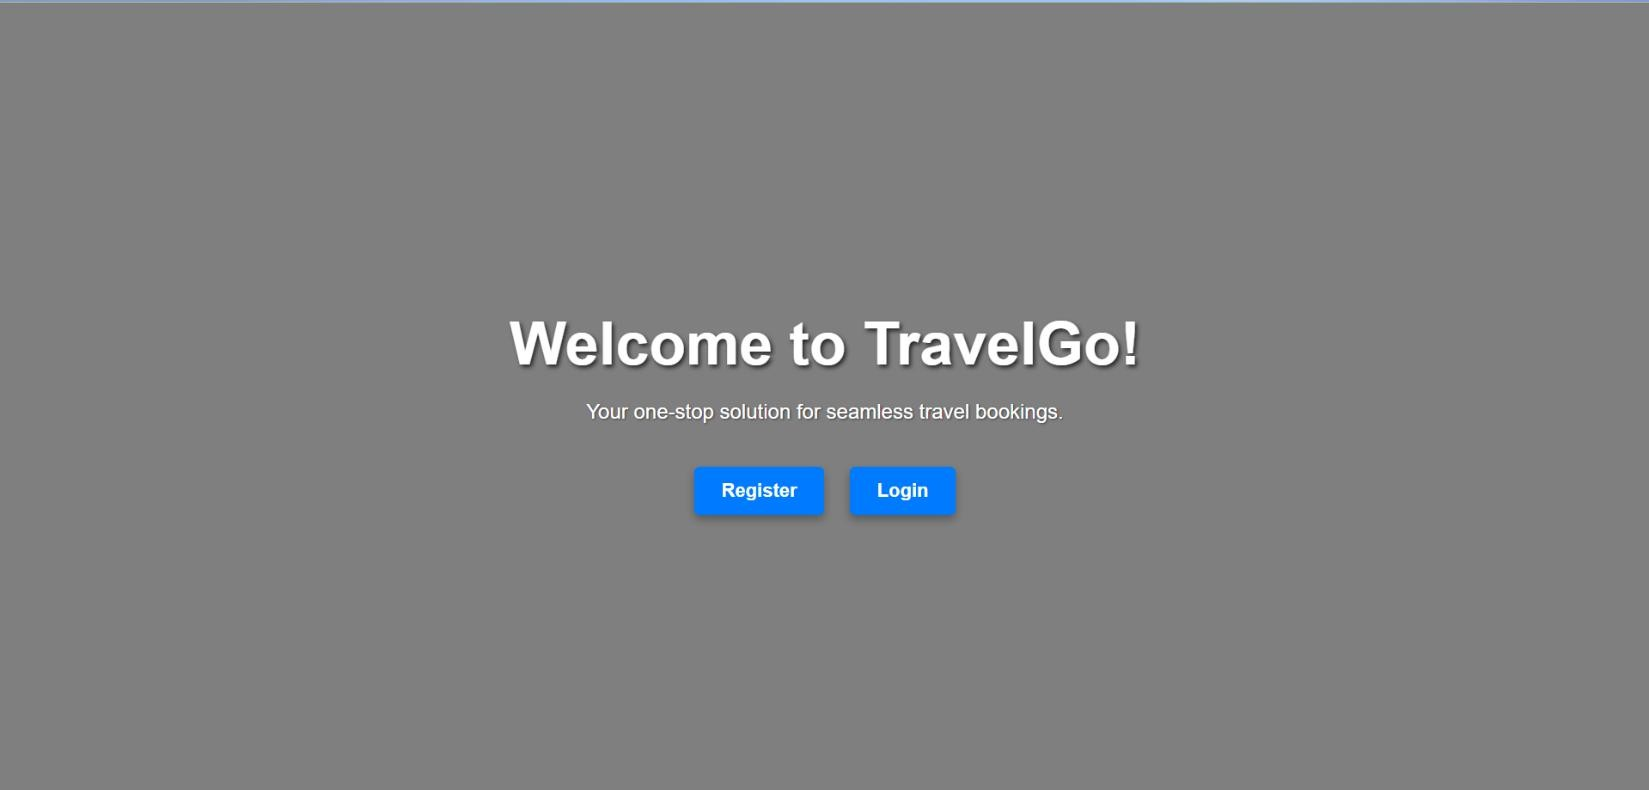 Welcome to TravelGo!
Your one-stop solution for seamless travel bookings.
Register
Login